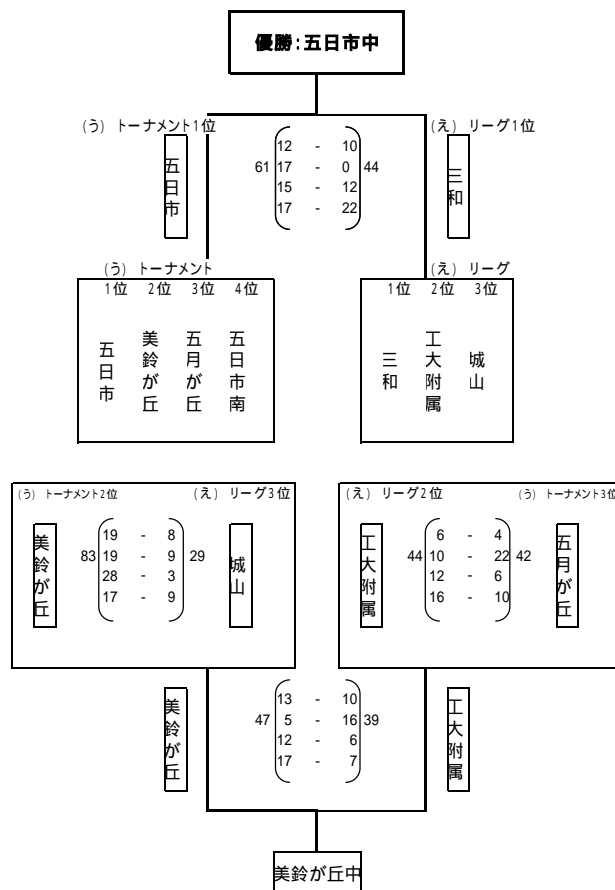 優勝：五日市中
(う) トーナメント1位
(え) リーグ1位
五日市
61
12 - 10
17 - 0
15 - 12
17 - 22
44
三和
(う) トーナメント
1位 2位 3位 4位
五日市
美鈴が丘
五月が丘
五日市南
(え) リーグ
1位 2位 3位
三和
工大附属
城山
(う) トーナメント2位
(え) リーグ3位
美鈴が丘
83
19 - 8
19 - 9
28 - 3
17 - 9
29
城山
(え) リーグ2位
(う) トーナメント3位
工大附属
44
6 - 4
10 - 22
12 - 6
16 - 10
42
五月が丘
美鈴が丘
47
13 - 10
5 - 16
12 - 6
17 - 7
39
工大附属
美鈴が丘中